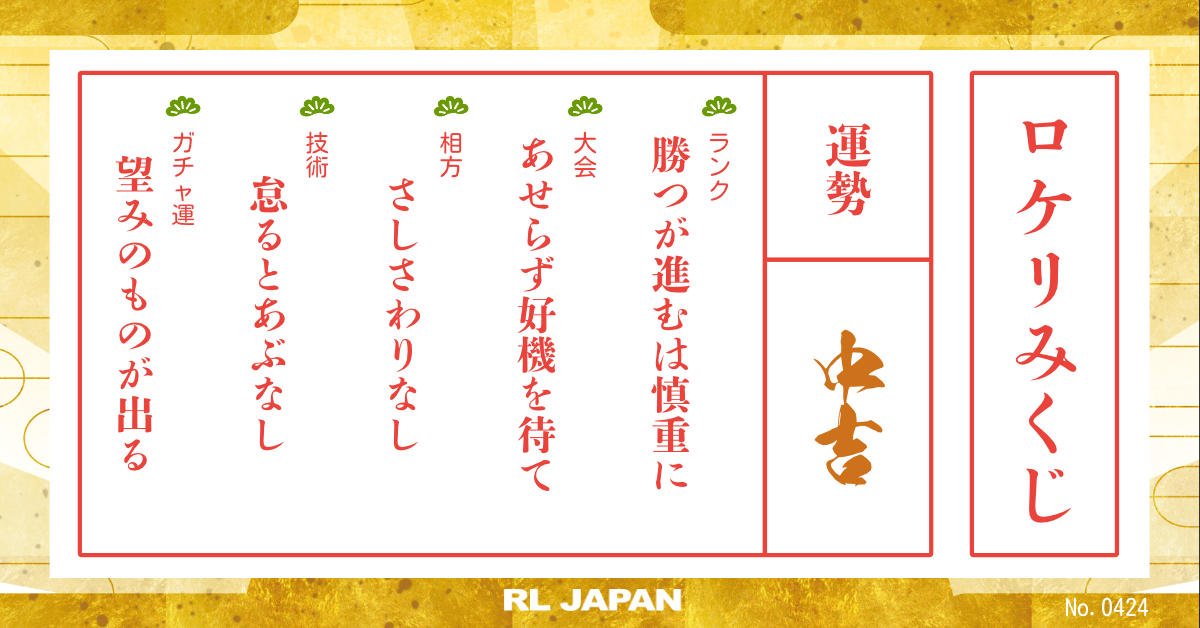 ロケリみくじ
運勢
中吉
ランク
勝つが進むは慎重に
大会
あせらず好機を待て
相方
さしさわりなし
技術
怠るとあぶなし
ガチャ運
望みのものが出る
RL JAPAN
No. 0424